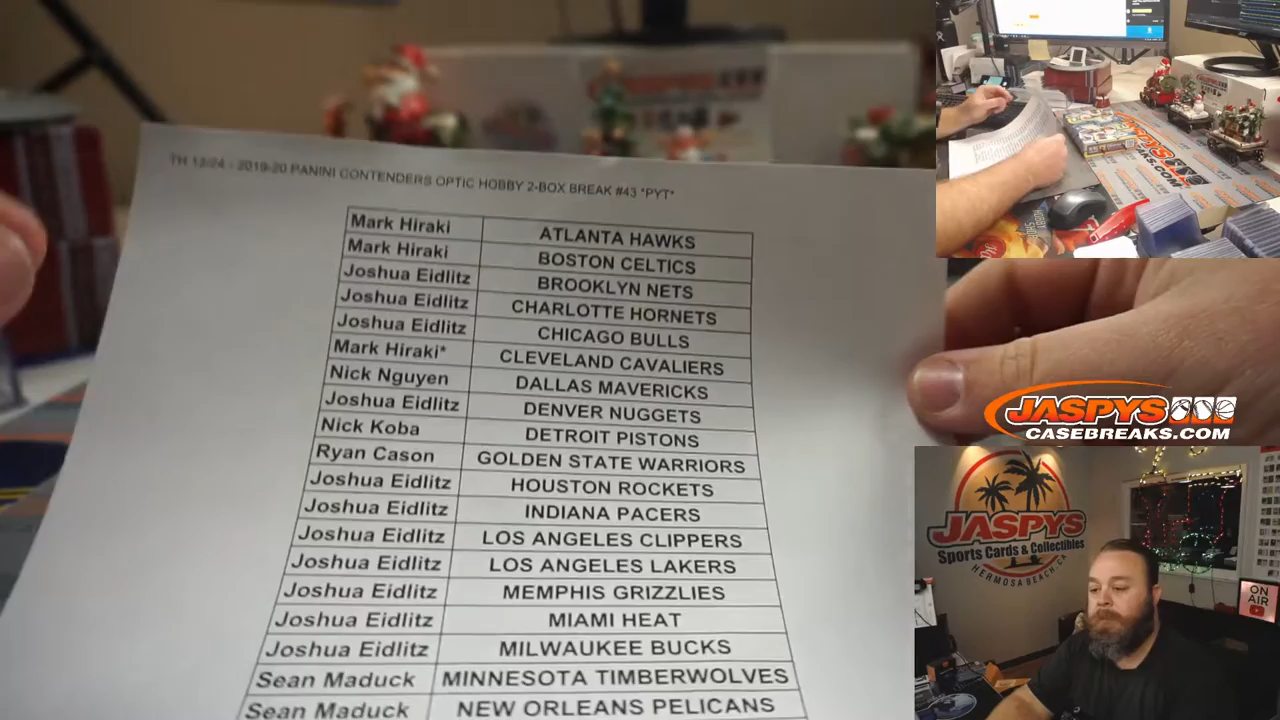 TH 12/24 - 2019-20 PANINI CONTENDERS OPTIC HOBBY 2-BOX BREAK #43 *PYT*
Mark Hiraki ATLANTA HAWKS
Mark Hiraki BOSTON CELTICS
Joshua Eidlitz BROOKLYN NETS
Joshua Eidlitz CHARLOTTE HORNETS
Joshua Eidlitz CHICAGO BULLS
Mark Hiraki* CLEVELAND CAVALIERS
Nick Nguyen DALLAS MAVERICKS
Joshua Eidlitz DENVER NUGGETS
Nick Koba DETROIT PISTONS
Ryan Cason GOLDEN STATE WARRIORS
Joshua Eidlitz HOUSTON ROCKETS
Joshua Eidlitz INDIANA PACERS
Joshua Eidlitz LOS ANGELES CLIPPERS
Joshua Eidlitz LOS ANGELES LAKERS
Joshua Eidlitz MEMPHIS GRIZZLIES
Joshua Eidlitz MIAMI HEAT
Joshua Eidlitz MILWAUKEE BUCKS
Sean Maduck MINNESOTA TIMBERWOLVES
Sean Maduck NEW ORLEANS PELICANS
JASPYS
CASEBREAKS.COM
JASPYS
Sports Cards & Collectibles
HERMOSA BEACH, CA
ON
AIR
JASPYS